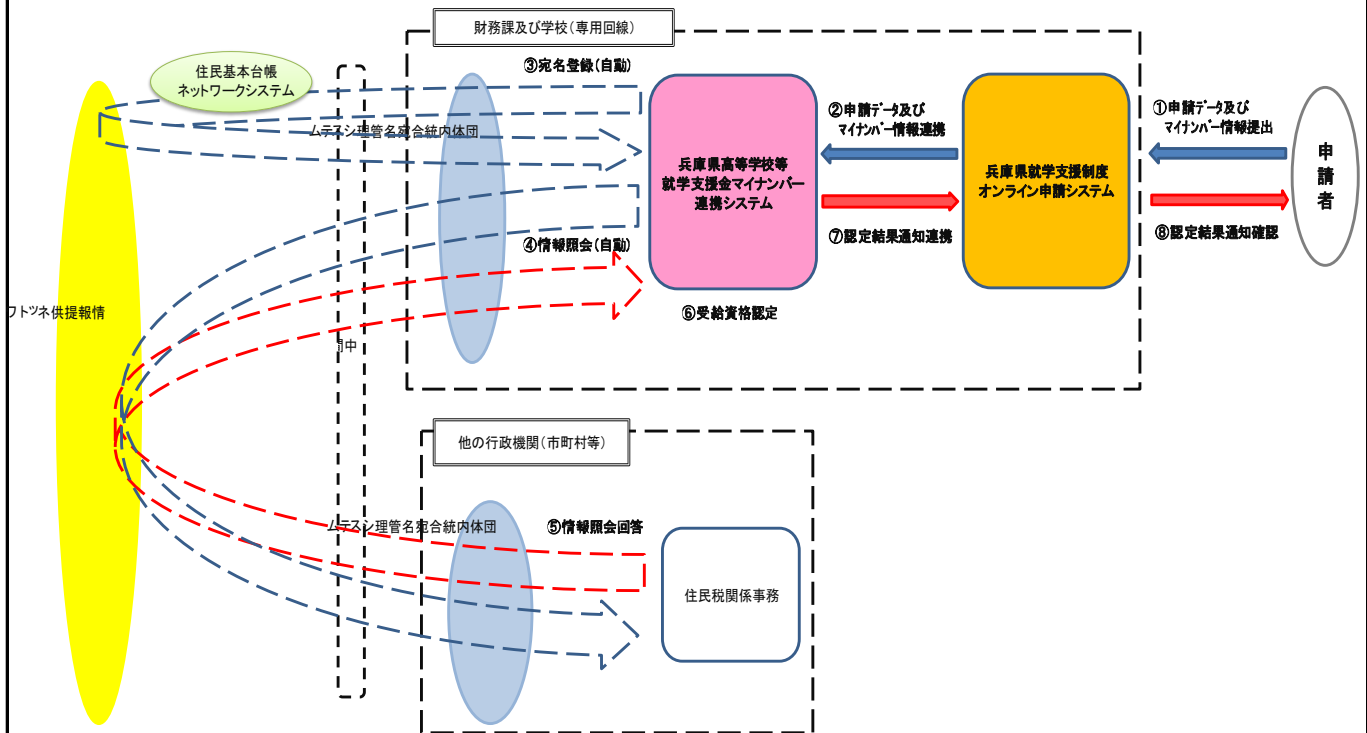 財務課及び学校(専用回線)
住民基本台帳
ネットワークシステム
③宛名登録(自動)
ムテスシ理管名宛合統内体団
②申請データ及び
マイナンバー情報連携
①申請データ及び
マイナンバー情報提出
兵庫県高等学校等
就学支援金マイナンバー
連携システム
兵庫県就学支援制度
オンライン申請システム
申
請
者
④情報照会(自動)
⑦認定結果通知連携
⑧認定結果通知確認
⑥受給資格認定
フトツネ供提報情
間中
他の行政機関(市町村等)
ムテスシ理管名宛合統内体団
⑤情報照会回答
住民税関係事務